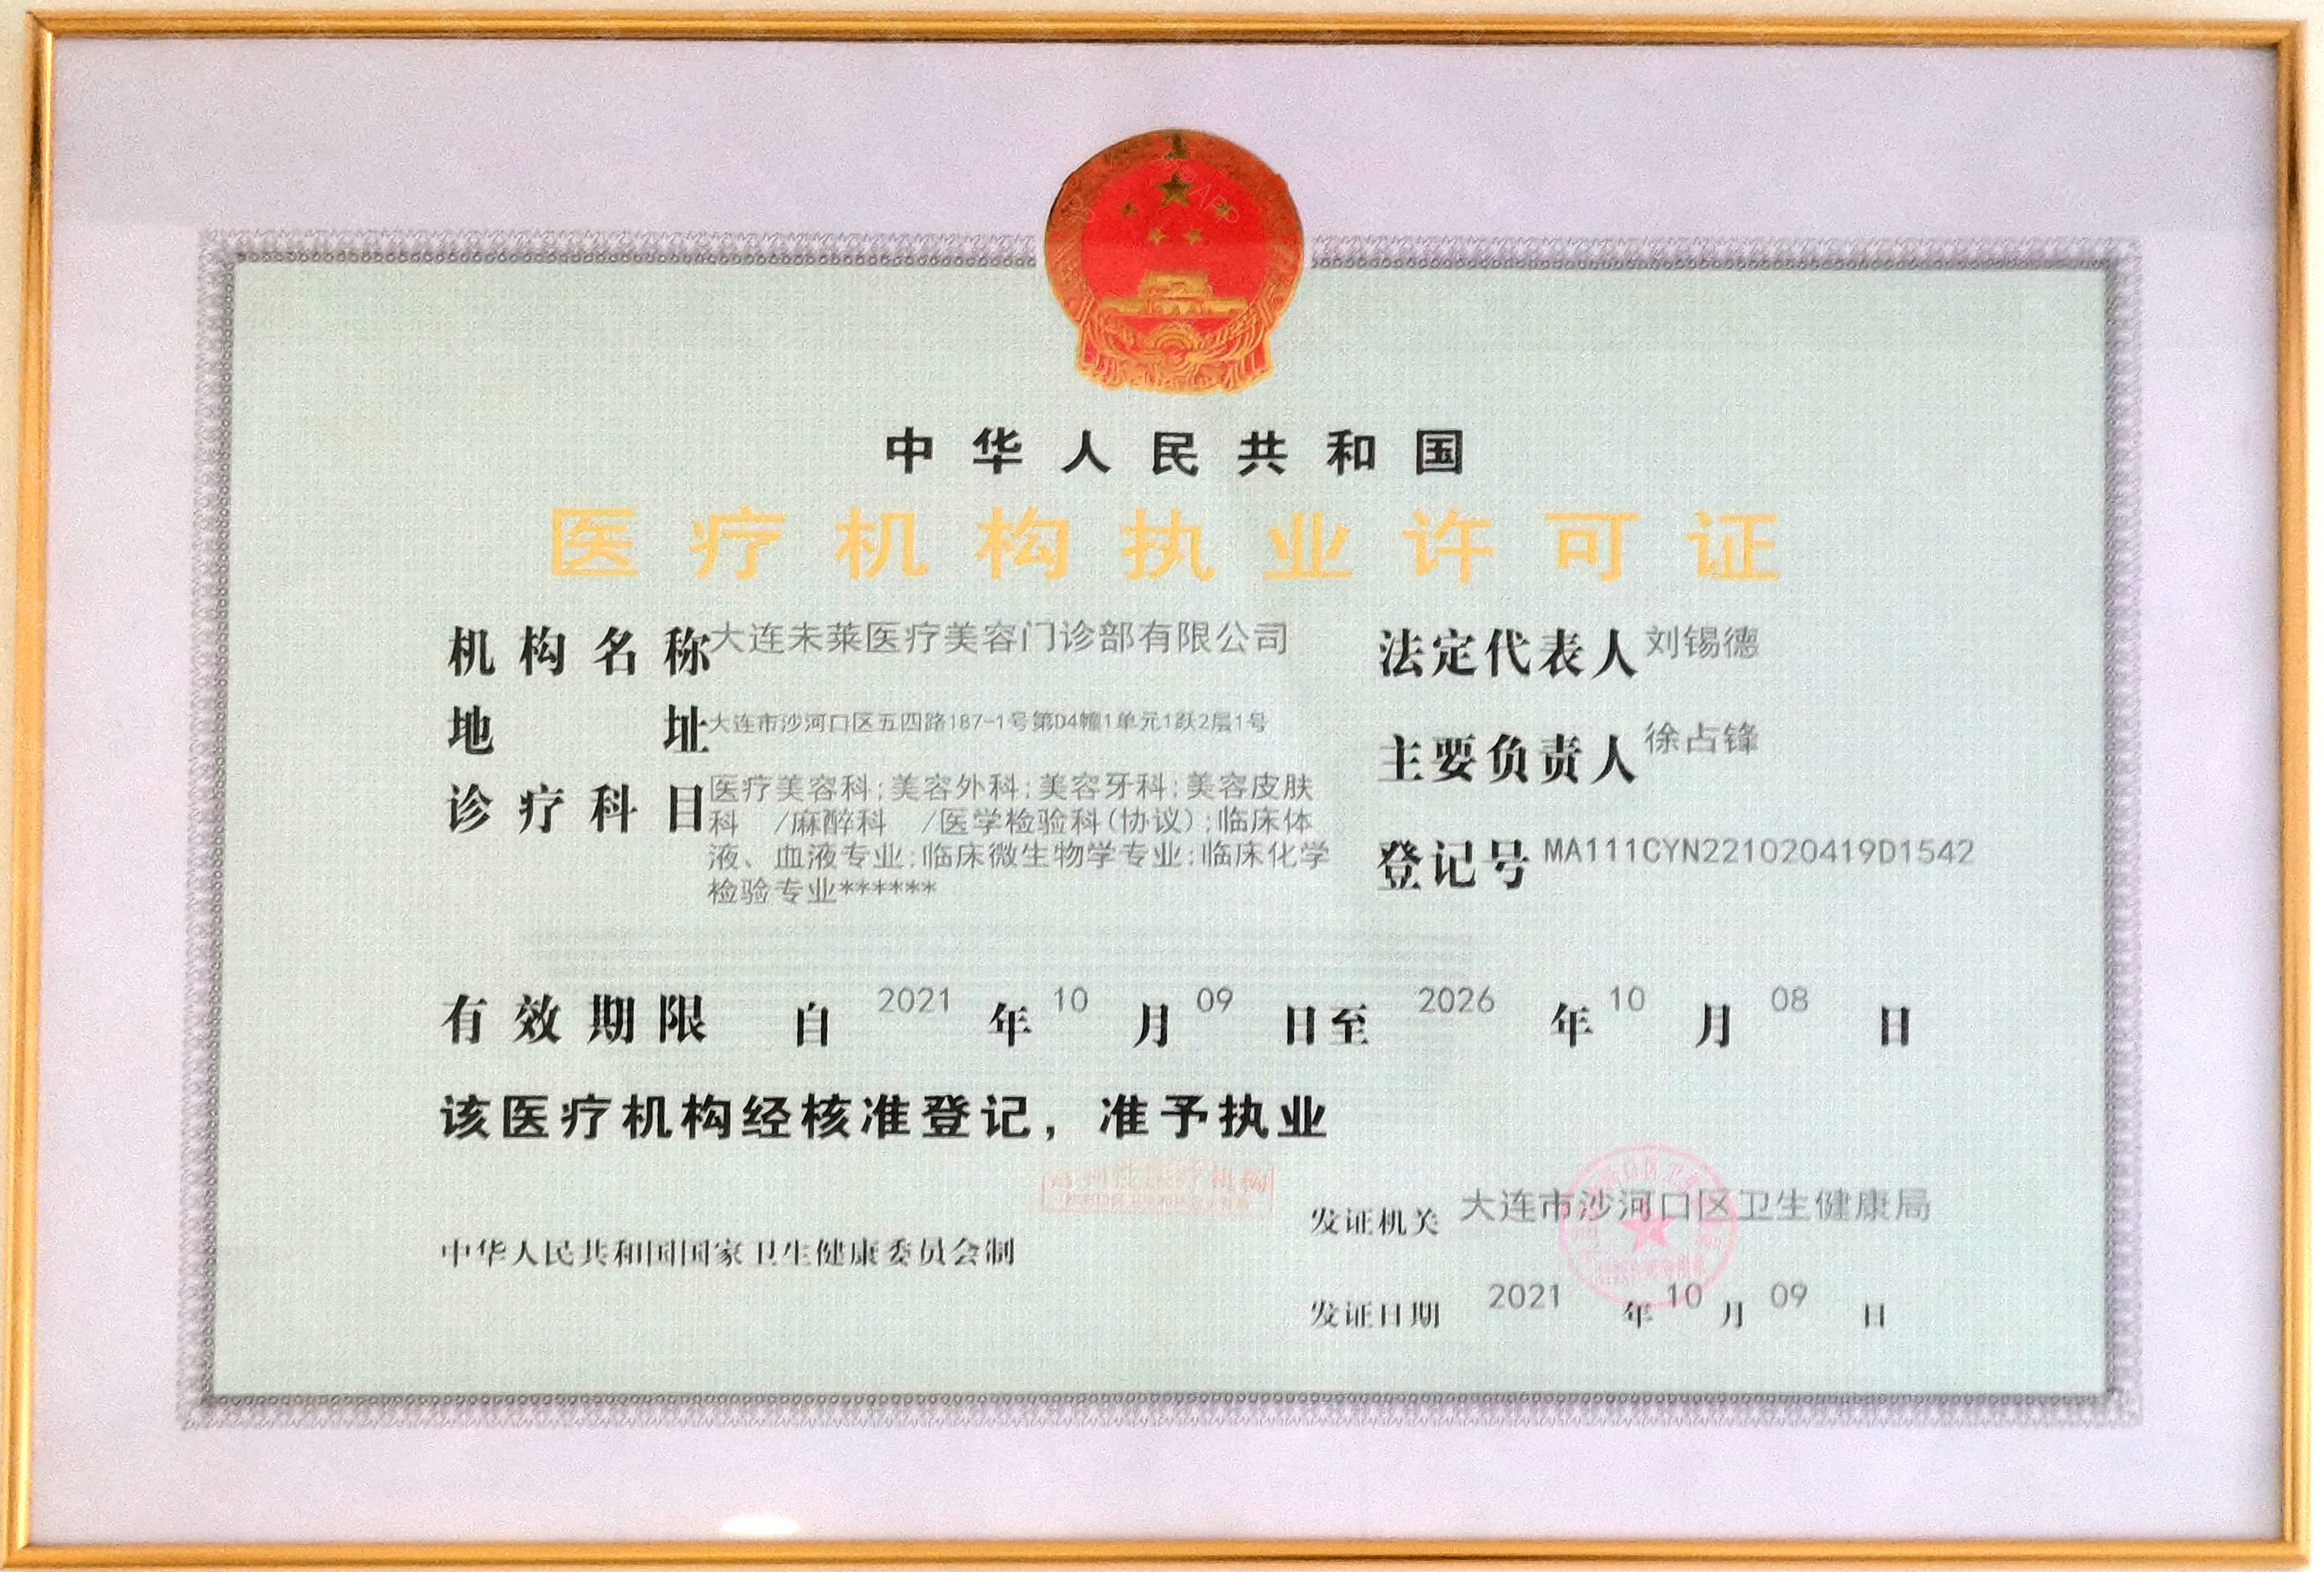 中华人民共和国
医疗机构执业许可证
机构名称 大连未莱医疗美容门诊部有限公司
法定代表人 刘锡德
地址 大连市沙河口区五四路187-1号第D4幢1单元1跃2层1号
主要负责人 徐占锋
诊疗科目 医疗美容科;美容外科;美容牙科;美容皮肤
科 /麻醉科 /医学检验科(协议);临床体
液、血液专业;临床微生物学专业;临床化学
检验专业******
登记号 MA111CYN221020419D1542
有效期限 自 2021 年 10 月 09 日至 2026 年 10 月 08 日
该医疗机构经核准登记，准予执业
发证机关 大连市沙河口区卫生健康局
中华人民共和国国家卫生健康委员会制
发证日期 2021 年 10 月 09 日